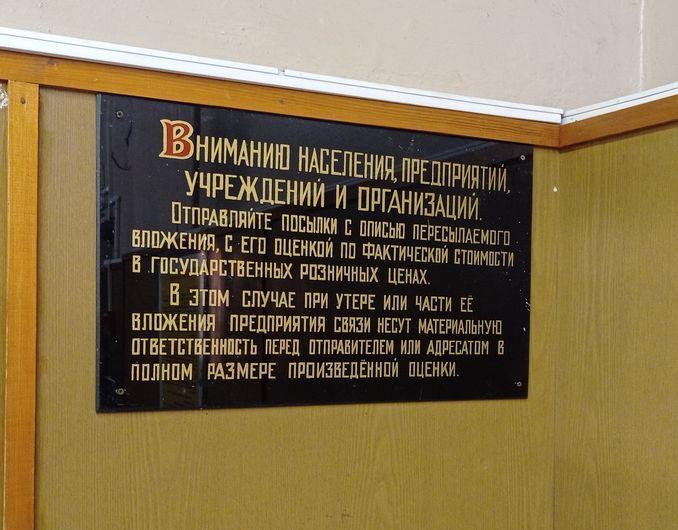 Вниманию населения, предприятий,
учреждений и организаций.
Отправляйте посылки с описью пересылаемого
вложения, с его оценкой по фактической стоимости
в государственных розничных ценах.
В этом случае при утере или части её
вложения предприятия связи несут материальную
ответственность перед отправителем или адресатом в
полном размере произведённой оценки.